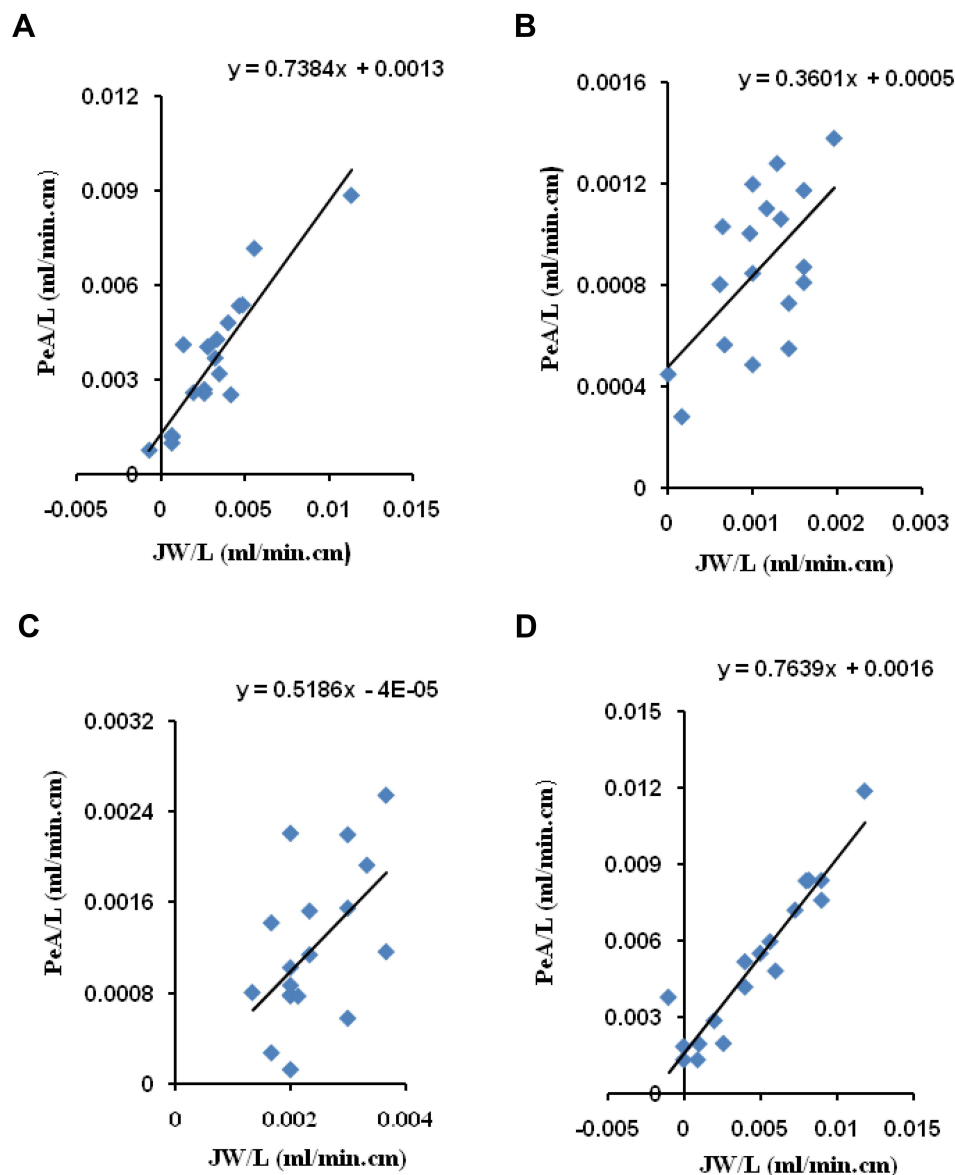 A
y = 0.7384x + 0.0013
0.012
0.009
0.006
0.003
0
-0.005 0 0.005 0.01 0.015
PeA/L (ml/min.cm)
JW/L (ml/min.cm)
B
y = 0.3601x + 0.0005
0.0016
0.0012
0.0008
0.0004
0
0 0.001 0.002 0.003
PeA/L (ml/min.cm)
JW/L (ml/min.cm)
C
y = 0.5186x - 4E-05
0.0032
0.0024
0.0016
0.0008
0
0 0.002 0.004
PeA/L (ml/min.cm)
JW/L (ml/min.cm)
D
y = 0.7639x + 0.0016
0.015
0.012
0.009
0.006
0.003
0
-0.005 0 0.005 0.01 0.015
PeA/L (ml/min.cm)
JW/L (ml/min.cm)